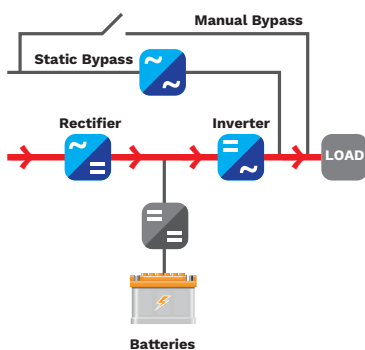 Manual Bypass
Static Bypass
Rectifier
Inverter
LOAD
Batteries